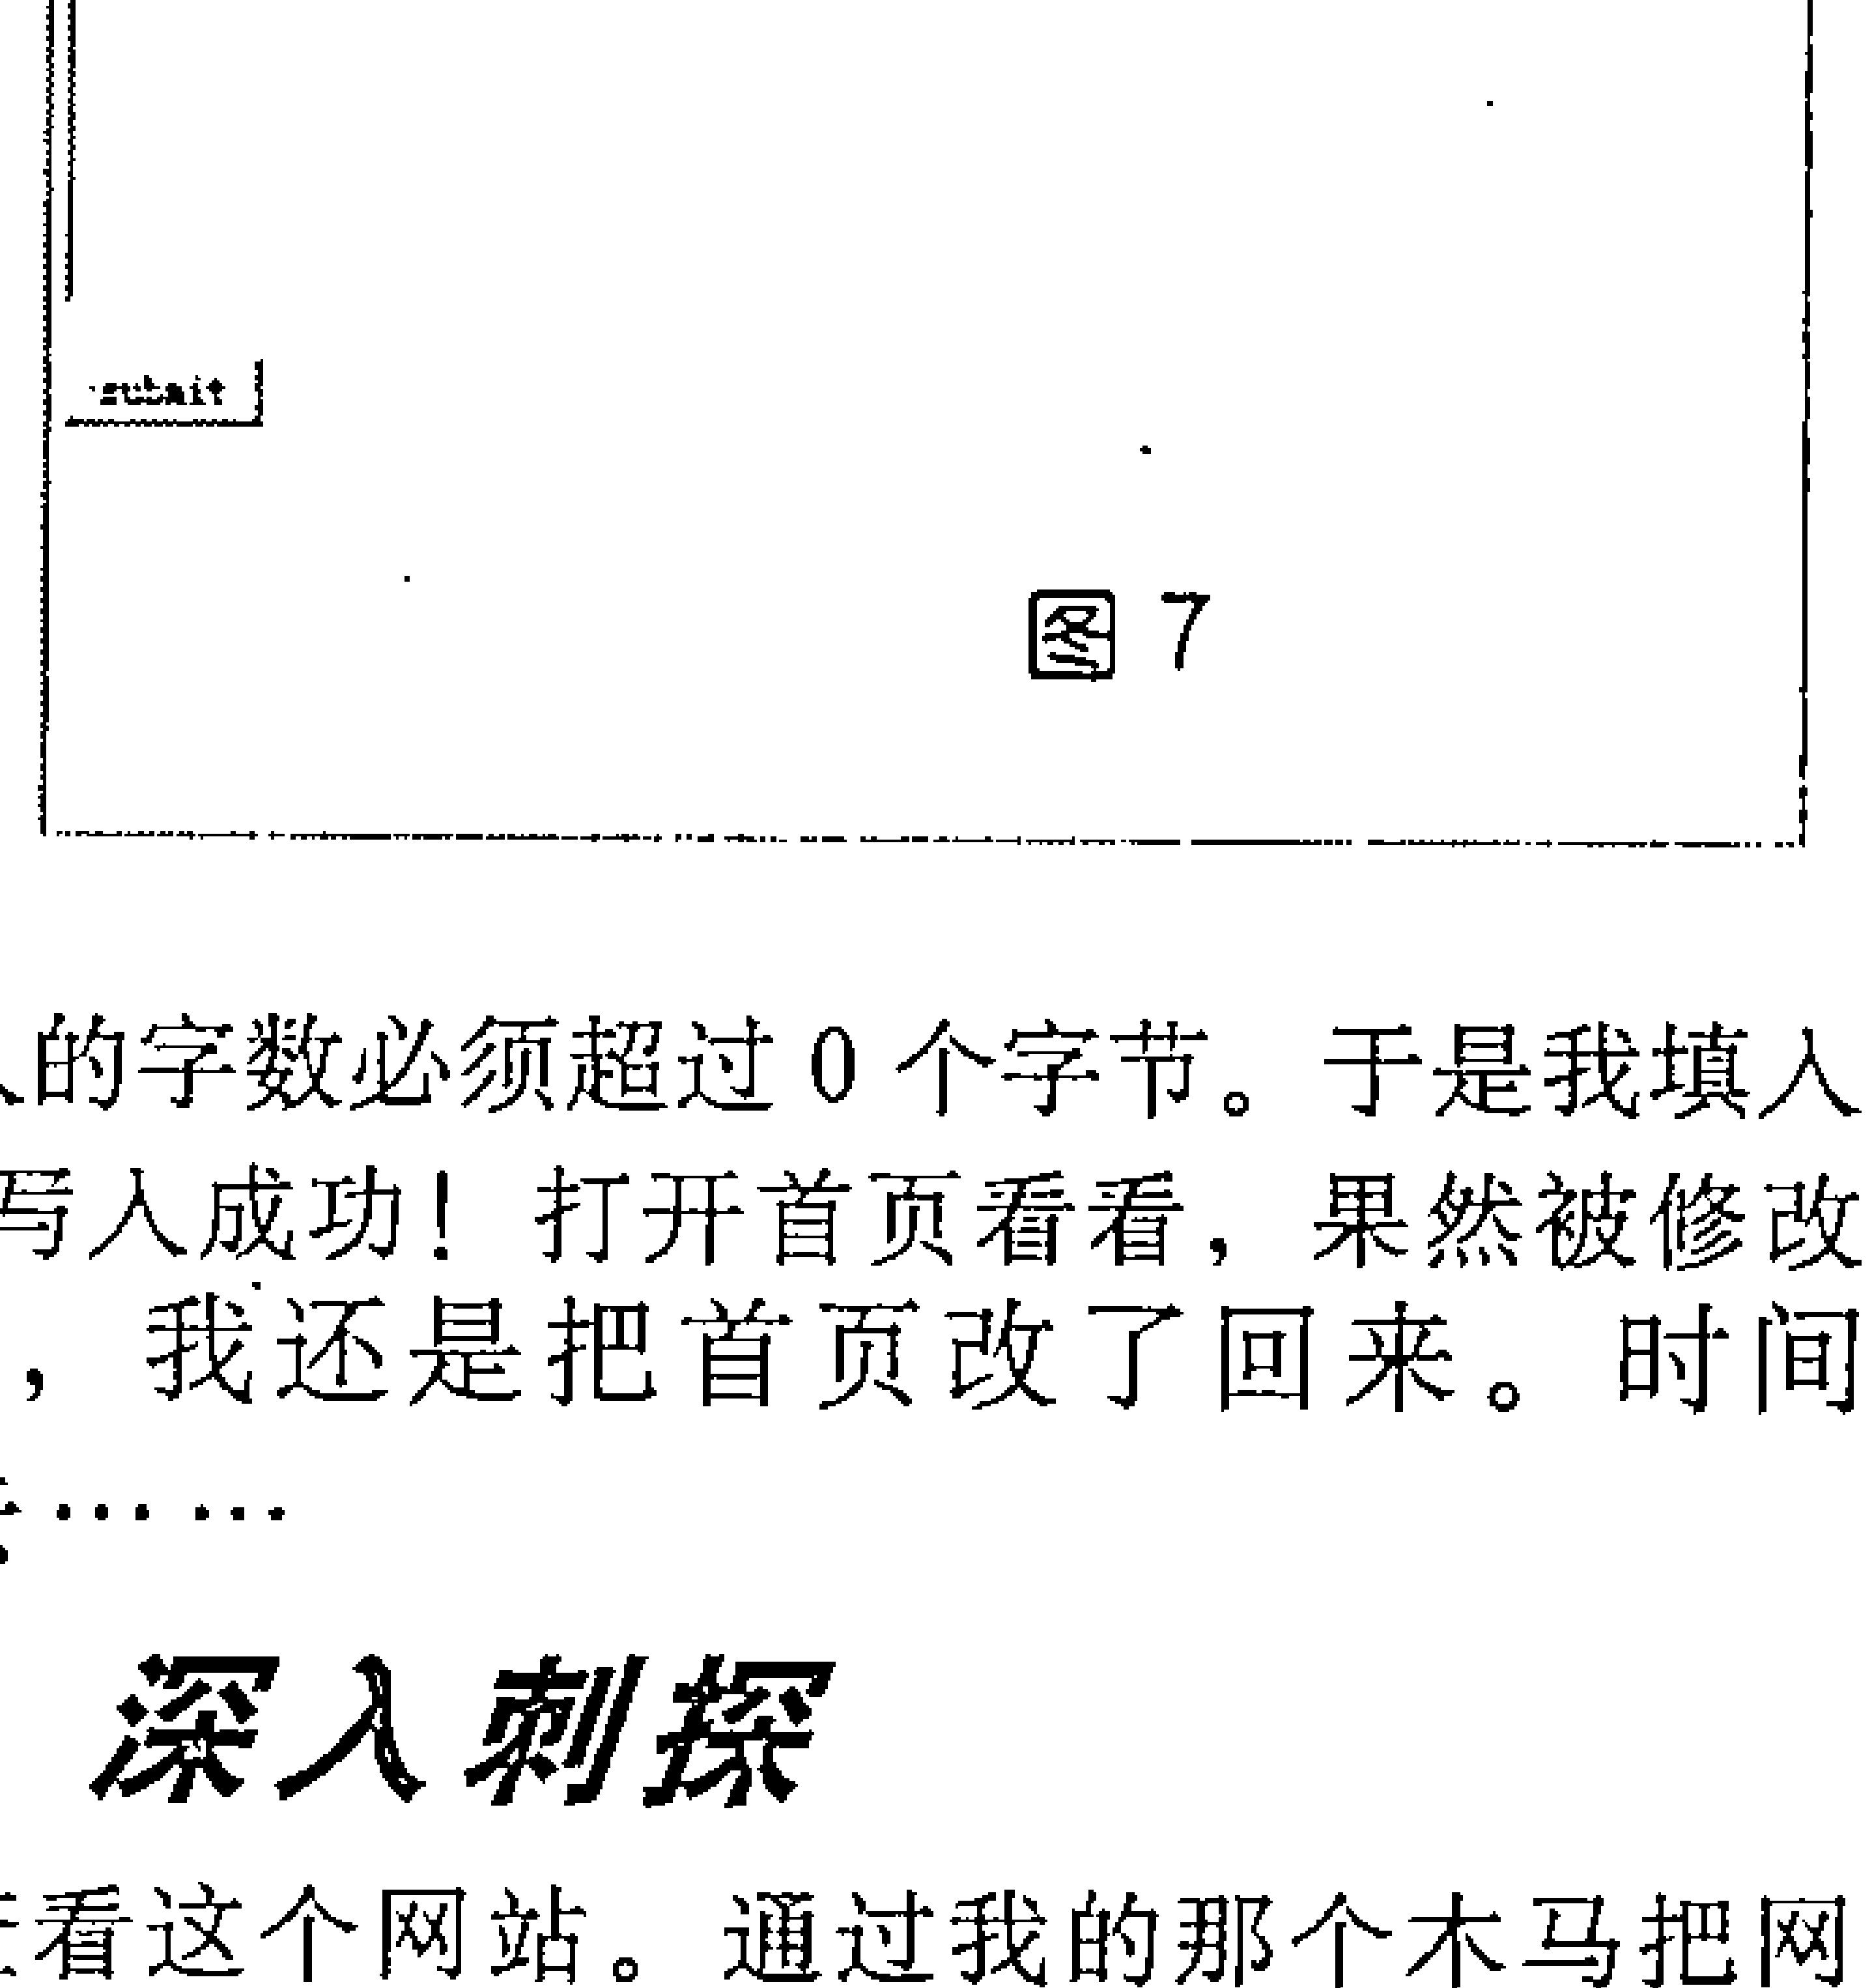 submit
图 7
的字数必须超过 0 个字节。于是我填入
写入成功！打开首页看看，果然被修改
，我还是把首页改了回来。时间
……
深入刺探
看这个网站。通过我的那个木马把网